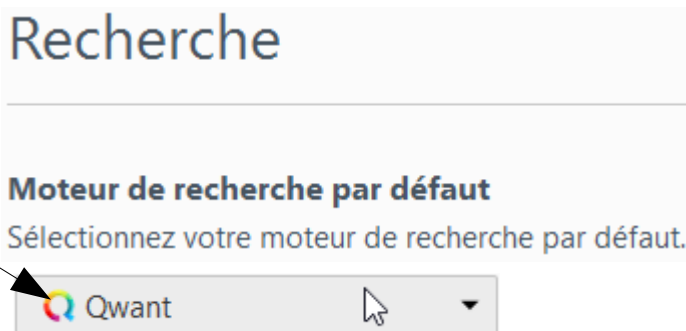 Recherche
Moteur de recherche par défaut
Sélectionnez votre moteur de recherche par défaut.
Qwant